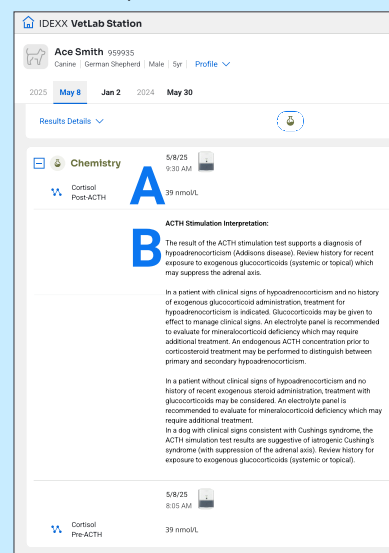 IDEXX VetLab Station
Ace Smith 959935
Canine | German Shepherd | Male | 5yr | Profile
2025 May 8 Jan 2 2024 May 30
Results Details
Chemistry
5/8/25
9:30 AM
A
Cortisol
Post-ACTH
39 nmol/L
B
ACTH Stimulation Interpretation:
The result of the ACTH stimulation test supports a diagnosis of
hypoadrenocorticism (Addisons disease). Review history for recent
exposure to exogenous glucocorticoids (systemic or topical) which
may suppress the adrenal axis.
In a patient with clinical signs of hypoadrenocorticism and no history
of exogenous glucocorticoid administration, treatment for
hypoadrenocorticism is indicated. Glucocorticoids may be given to
effect to manage clinical signs. An electrolyte panel is recommended
to evaluate for mineralocorticoid deficiency which may require
additional treatment. An endogenous ACTH concentration prior to
corticosteroid treatment may be performed to distinguish between
primary and secondary hypoadrenocorticism.
In a patient without clinical signs of hypoadrenocorticism and no
history of recent exogenous steroid administration, treatment with
glucocorticoids may be considered. An electrolyte panel is
recommended to evaluate for mineralocorticoid deficiency which may
require additional treatment.
In a dog with clinical signs consistent with Cushings syndrome, the
ACTH simulation test results are suggestive of iatrogenic Cushing's
syndrome (with suppression of the adrenal axis). Review history for
exposure to exogenous glucocorticoids (systemic or topical).
5/8/25
8:05 AM
Cortisol
Pre-ACTH
39 nmol/L